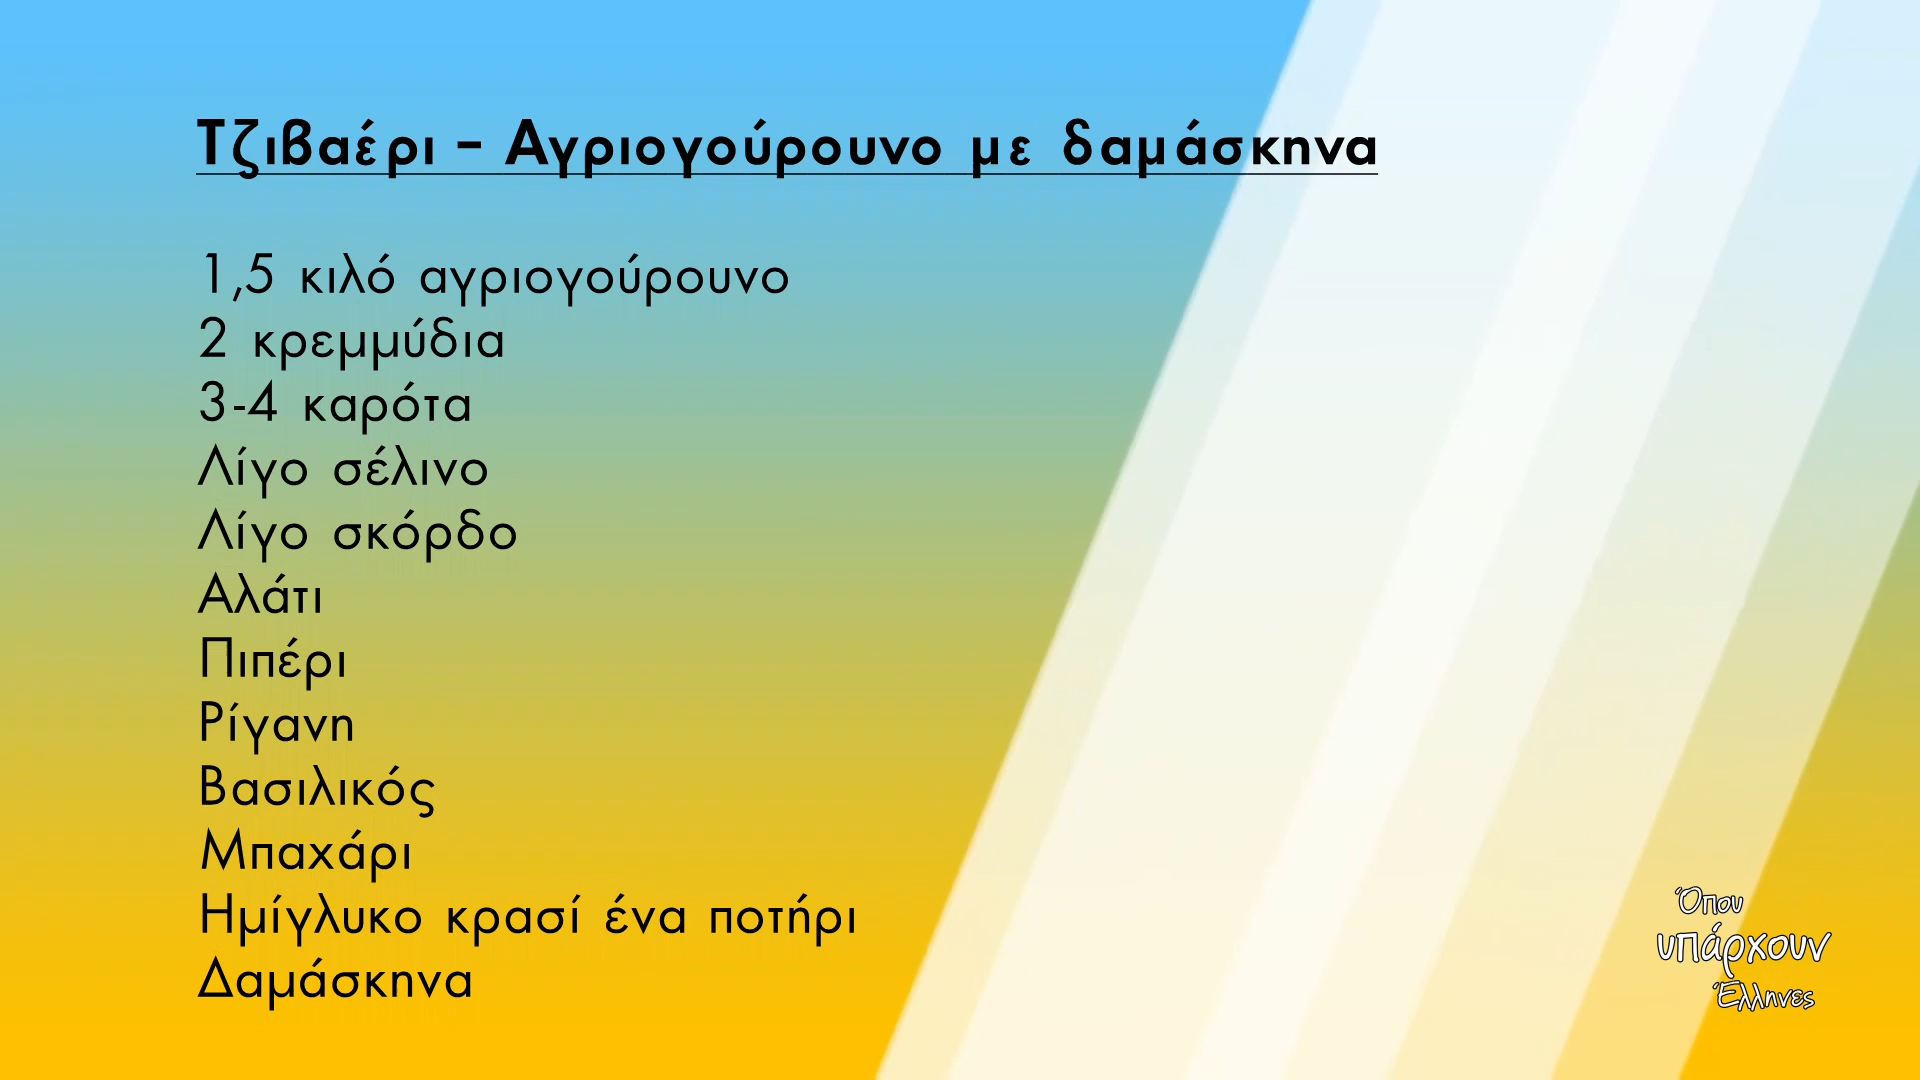 Τζιβαέρι – Αγριογούρουνο με δαμάσκηνα
1,5 κιλό αγριογούρουνο
2 κρεμμύδια
3-4 καρότα
Λίγο σέλινο
Λίγο σκόρδο
Αλάτι
Πιπέρι
Ρίγανη
Βασιλικός
Μπαχάρι
Ημίγλυκο κρασί ένα ποτήρι
Δαμάσκηνα
Όπου
υπάρχουν
Έλληνες